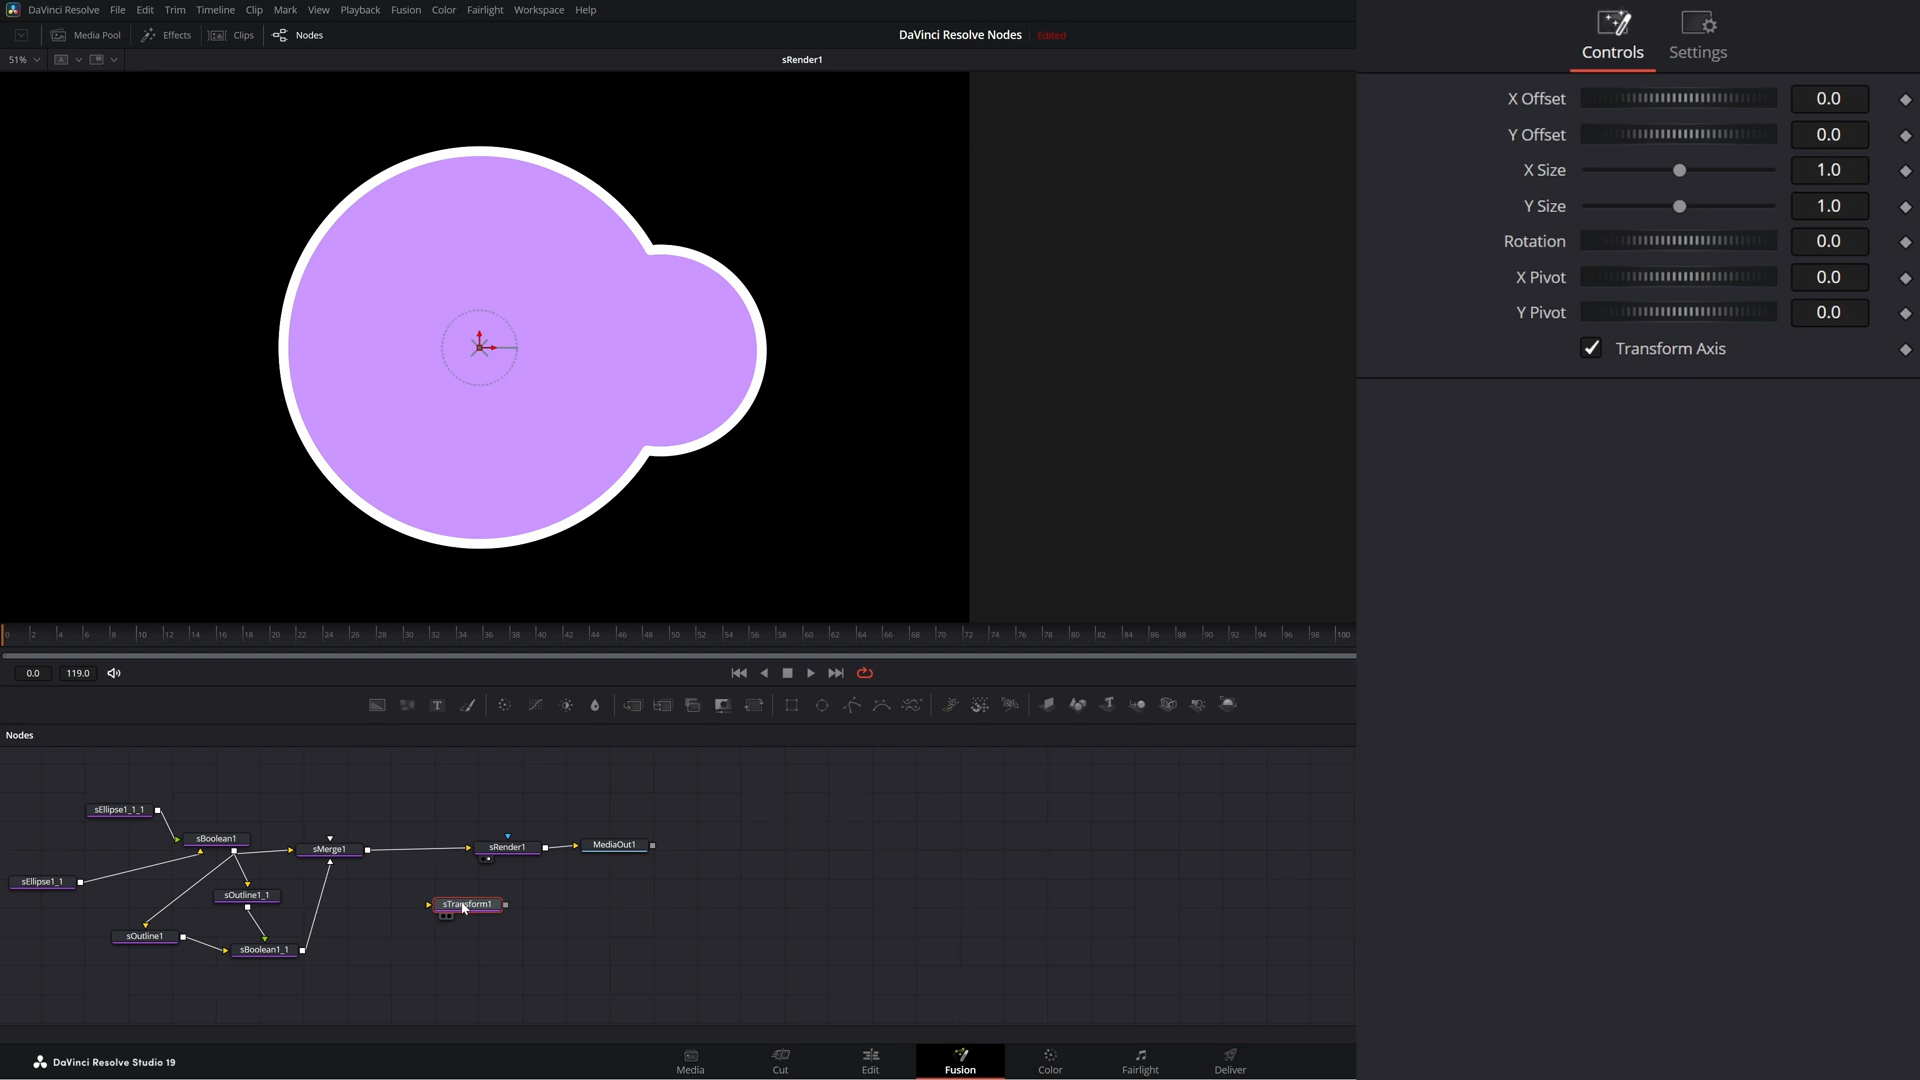 DaVinci Resolve File Edit Trim Timeline Clip Mark View Playback Fusion Color Fairlight Workspace Help
Media Pool Effects Clips Nodes DaVinci Resolve Nodes Edited
51% A sRender1
Controls Settings
X Offset 0.0
Y Offset 0.0
X Size 1.0
Y Size 1.0
Rotation 0.0
X Pivot 0.0
Y Pivot 0.0
Transform Axis
0 2 4 6 8 10 12 14 16 18 20 22 24 26 28 30 32 34 36 38 40 42 44 46 48 50 52 54 56 58 60 62 64 66 68 70 72 74 76 78 80 82 84 86 88 90 92 94 96 98 100
0.0 119.0
T T
Nodes
sEllipse1_1_1
sBoolean1
sMerge1
sRender1
MediaOut1
sEllipse1_1
sOutline1_1
sTransform1
sOutline1
sBoolean1_1
DaVinci Resolve Studio 19
Media Cut Edit Fusion Color Fairlight Deliver